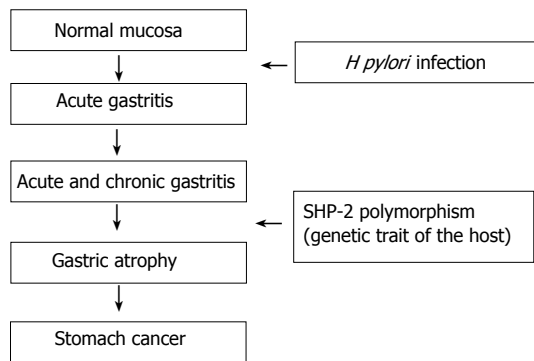 Normal mucosa
H pylori infection
Acute gastritis
Acute and chronic gastritis
SHP-2 polymorphism
(genetic trait of the host)
Gastric atrophy
Stomach cancer